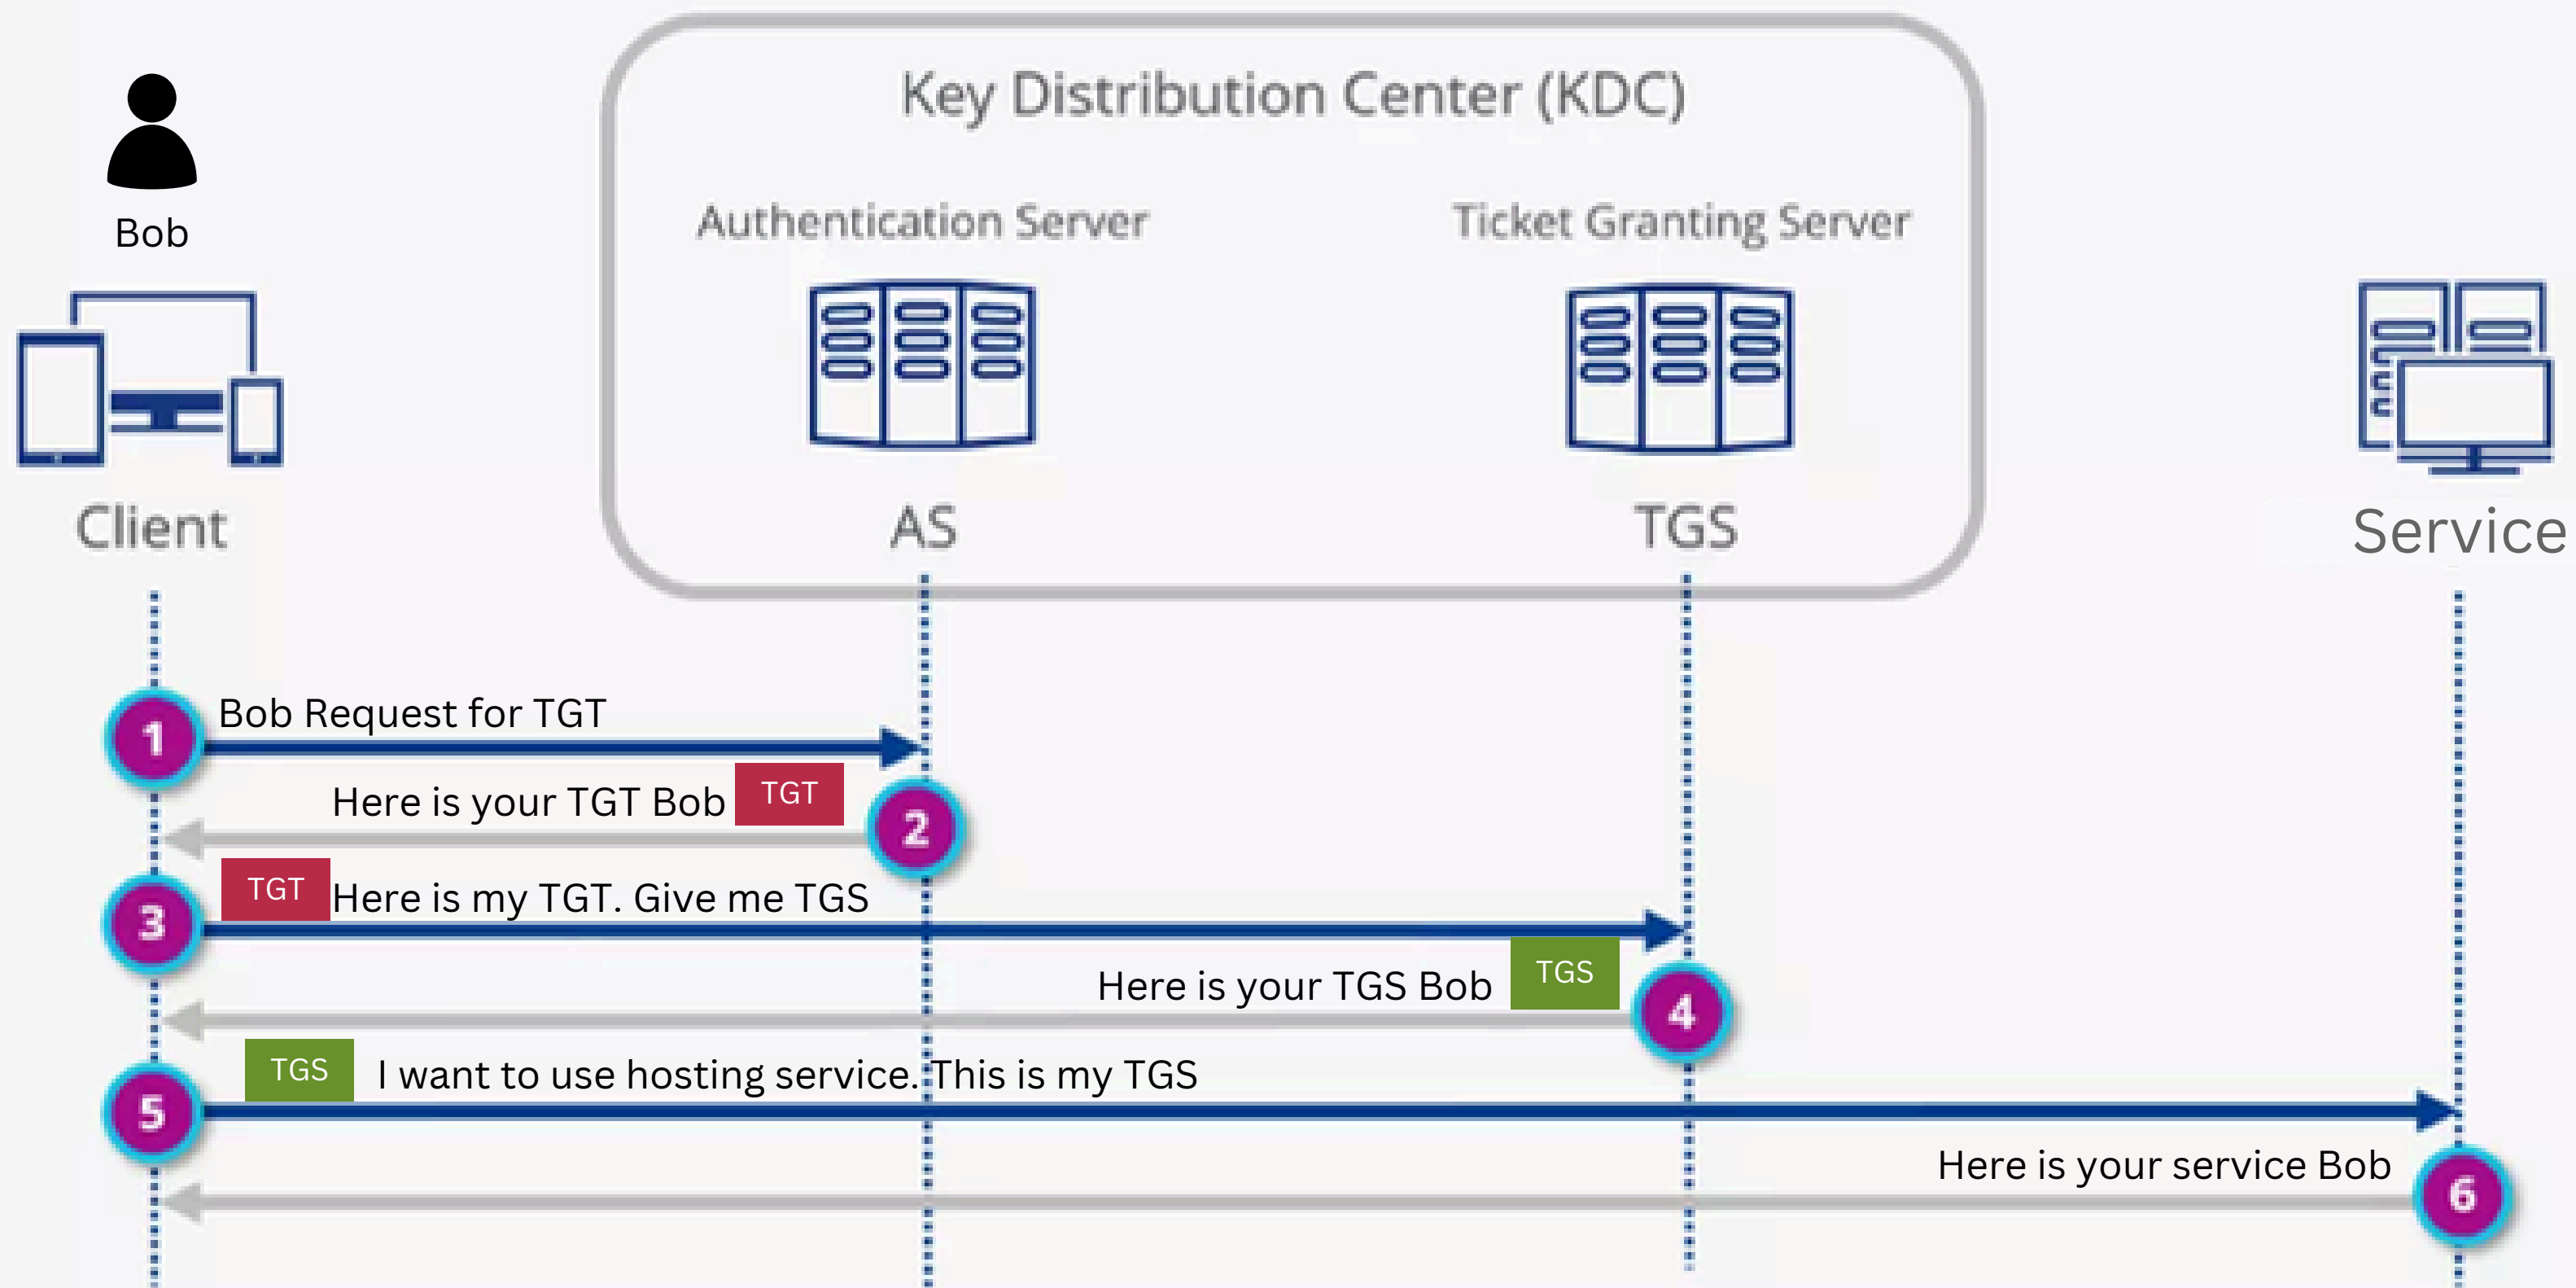 Key Distribution Center (KDC)
Bob
Authentication Server
Ticket Granting Server
Client
AS
TGS
Service
1
Bob Request for TGT
Here is your TGT Bob
TGT
2
3
TGT
Here is my TGT. Give me TGS
Here is your TGS Bob
TGS
4
5
TGS
I want to use hosting service. This is my TGS
Here is your service Bob
6